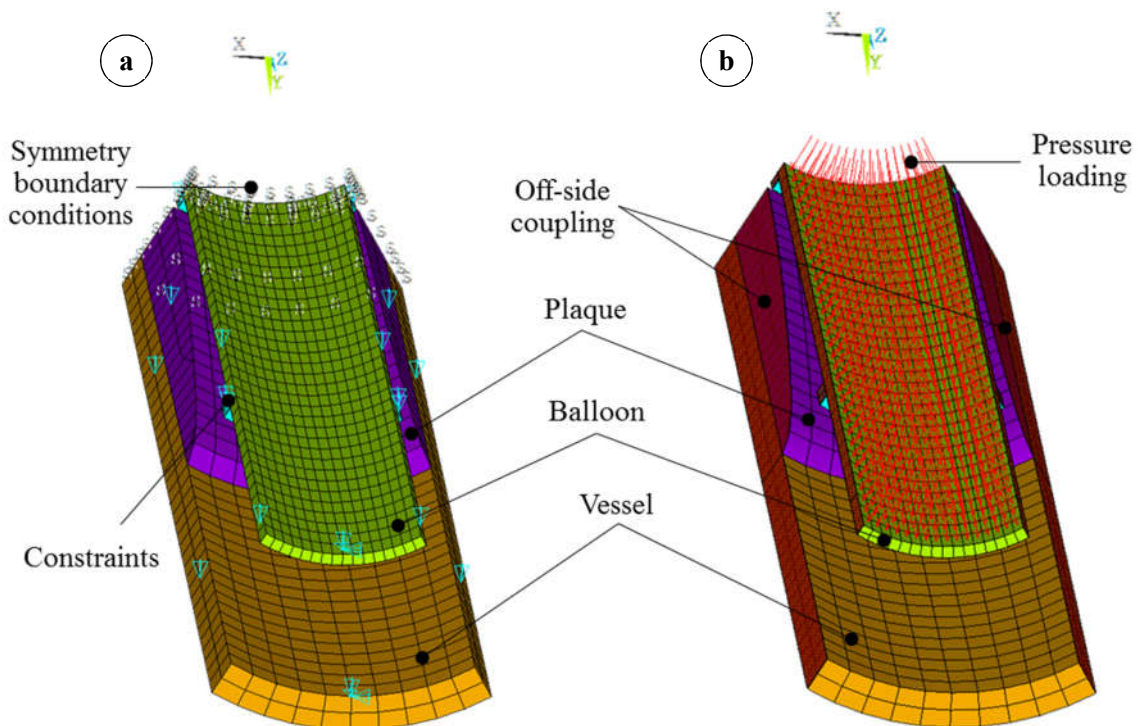 a
X
Z
Y
Symmetry
boundary
conditions
Constraints
Off-side
coupling
Plaque
Balloon
Vessel
b
X
Z
Y
Pressure
loading